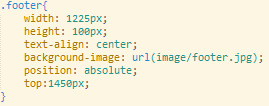 .footer{
width: 1225px;
height: 100px;
text-align: center;
background-image: url(image/footer.jpg);
position: absolute;
top:1450px;
}